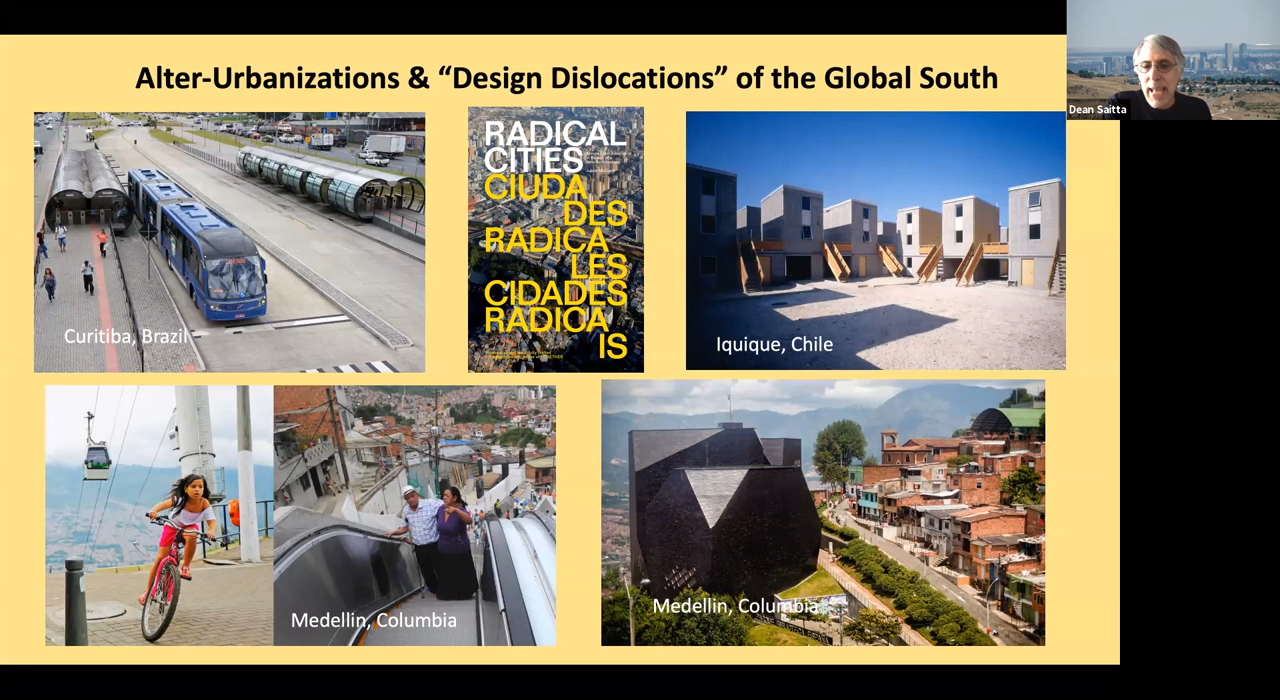 Alter-Urbanizations & “Design Dislocations” of the Global South
Dean Saitta
RADICAL
CITIES
CIUDA
DES
RADICA
LES
CIDADES
RADICA
IS
Curitiba, Brazil
Iquique, Chile
Medellin, Columbia
Medellin, Columbia